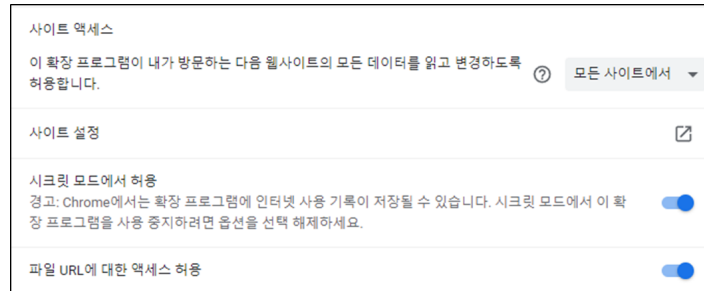 사이트 액세스
이 확장 프로그램이 내가 방문하는 다음 웹사이트의 모든 데이터를 읽고 변경하도록
허용합니다.
모든 사이트에서
사이트 설정
시크릿 모드에서 허용
경고: Chrome에서는 확장 프로그램에 인터넷 사용 기록이 저장될 수 있습니다. 시크릿 모드에서 이 확
장 프로그램을 사용 중지하려면 옵션을 선택 해제하세요.
파일 URL에 대한 액세스 허용